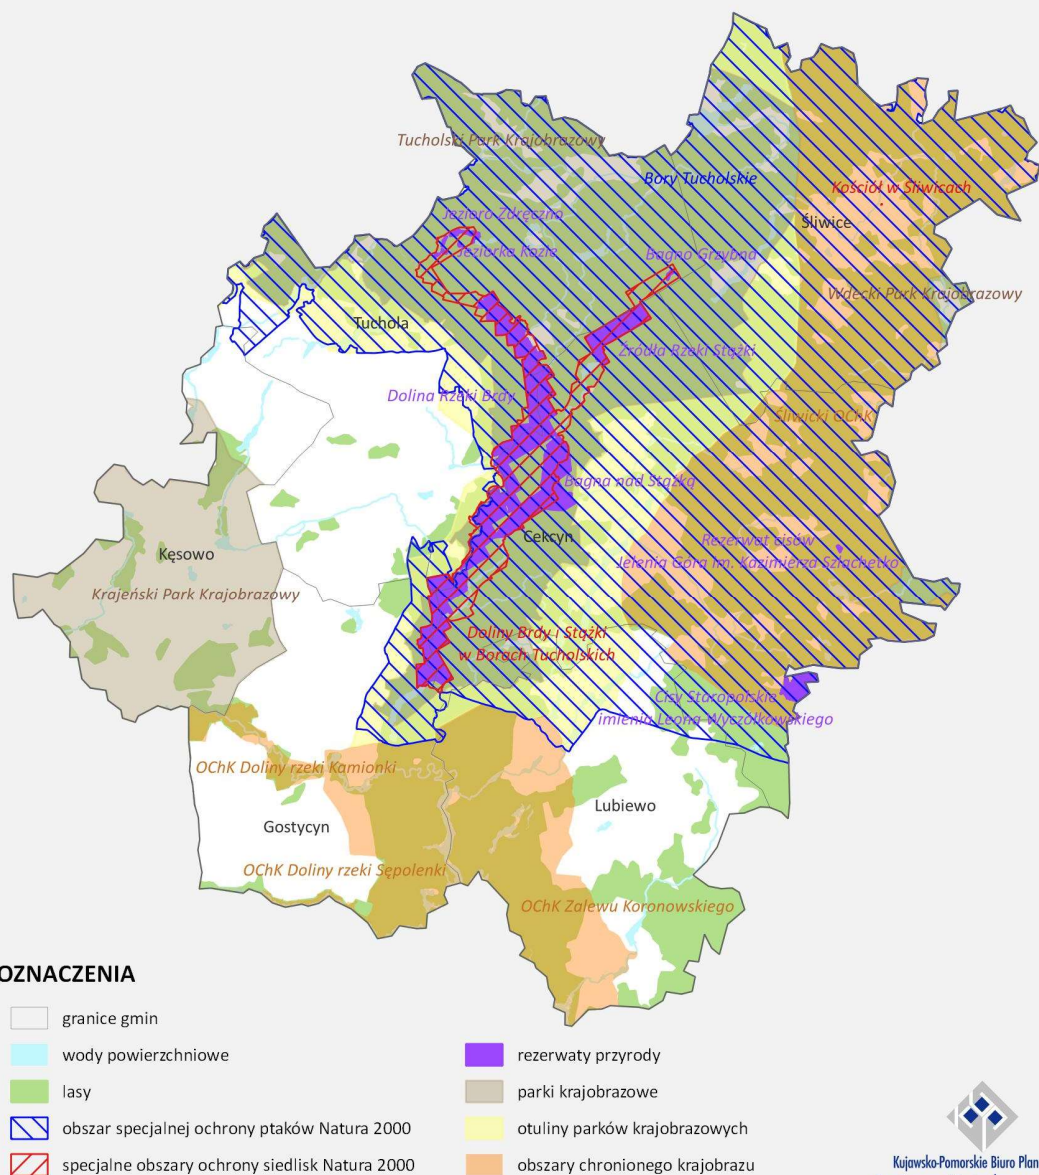 Tucholski Park Krajobrazowy
Bory Tucholskie
Kościół w Śliwicach
Jezioro Zdręczno
Śliwice
Jeziorka Kozie
Bagno Grzybna
Wdecki Park Krajobrazowy
Tuchola
Źródła Rzeki Stążki
Dolina Rzeki Brdy
Śliwicki OChK
Bagna nad Stążką
Cekcyn
Rezerwat cisów
Jelenia Góra im. Kazimierza Szlachetko
Kęsowo
Krajeński Park Krajobrazowy
Doliny Brdy i Stążki
w Borach Tucholskich
Cisy Staropolskie
imienia Leona Wyczółkowskiego
OChK Doliny rzeki Kamionki
Lubiewo
Gostycyn
OChK Doliny rzeki Sępolenki
OChK Zalewu Koronowskiego
OZNACZENIA
granice gmin
wody powierzchniowe
lasy
obszar specjalnej ochrony ptaków Natura 2000
specjalne obszary ochrony siedlisk Natura 2000
rezerwaty przyrody
parki krajobrazowe
otuliny parków krajobrazowych
obszary chronionego krajobrazu
Kujawsko-Pomorskie Biuro Plan